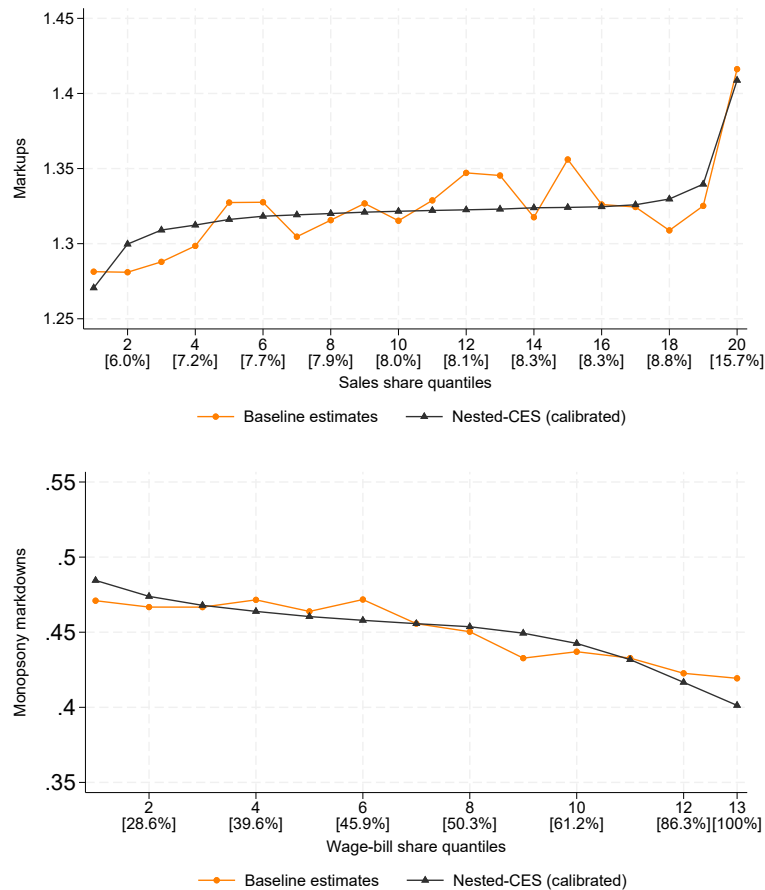 1.45
1.4
1.35
1.3
1.25
Markups
2 4 6 8 10 12 14 16 18 20
[6.0%] [7.2%] [7.7%] [7.9%] [8.0%] [8.1%] [8.3%] [8.3%] [8.8%] [15.7%]
Sales share quantiles
Baseline estimates Nested-CES (calibrated)
.55
.5
.45
.4
.35
Monopsony markdowns
2 4 6 8 10 12 13
[28.6%] [39.6%] [45.9%] [50.3%] [61.2%] [86.3%] [100%]
Wage-bill share quantiles
Baseline estimates Nested-CES (calibrated)